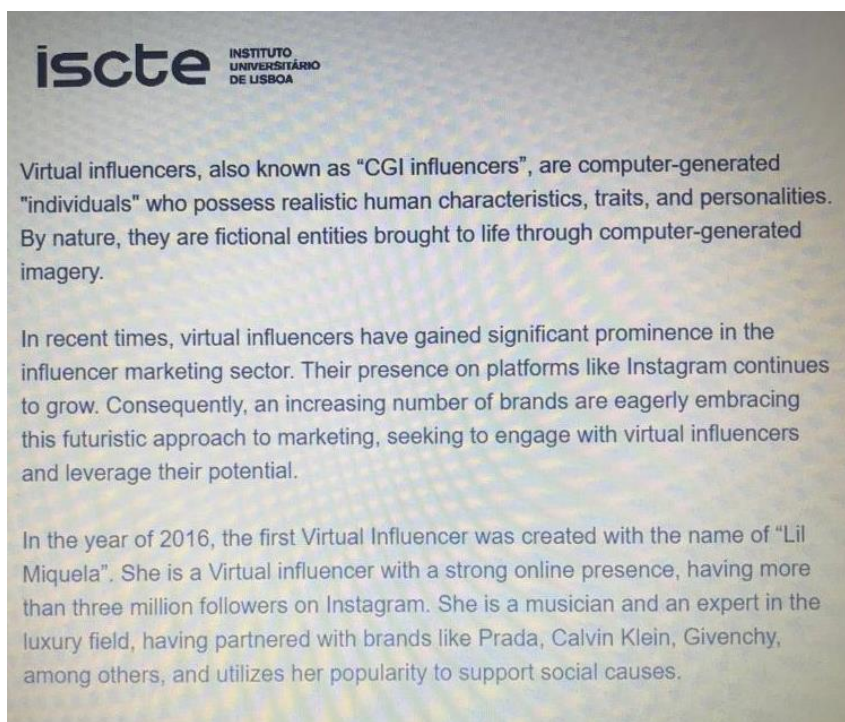 iscte
INSTITUTO
UNIVERSITÁRIO
DE LISBOA
Virtual influencers, also known as “CGI influencers”, are computer-generated
"individuals" who possess realistic human characteristics, traits, and personalities.
By nature, they are fictional entities brought to life through computer-generated
imagery.
In recent times, virtual influencers have gained significant prominence in the
influencer marketing sector. Their presence on platforms like Instagram continues
to grow. Consequently, an increasing number of brands are eagerly embracing
this futuristic approach to marketing, seeking to engage with virtual influencers
and leverage their potential.
In the year of 2016, the first Virtual Influencer was created with the name of “Lil
Miquela”. She is a Virtual influencer with a strong online presence, having more
than three million followers on Instagram. She is a musician and an expert in the
luxury field, having partnered with brands like Prada, Calvin Klein, Givenchy,
among others, and utilizes her popularity to support social causes.